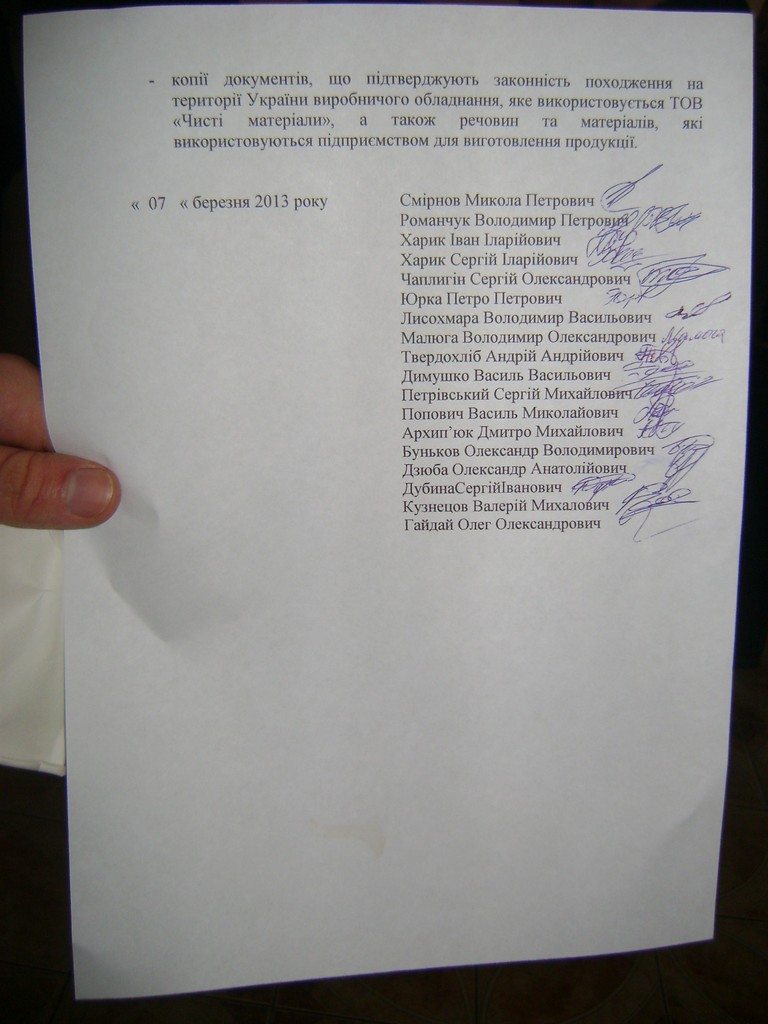 - копії документів, що підтверджують законність походження на
території України виробничого обладнання, яке використовується ТОВ
«Чисті матеріали», а також речовин та матеріалів, які
використовуються підприємством для виготовлення продукції.
« 07 « березня 2013 року
Смірнов Микола Петрович
Романчук Володимир Петрович
Харик Іван Іларійович
Харик Сергій Іларійович
Чаплигін Сергій Олександрович
Юрка Петро Петрович
Лисохмара Володимир Васильович
Малюга Володимир Олександрович
Твердохліб Андрій Андрійович
Димушко Василь Васильович
Петрівський Сергій Михайлович
Попович Василь Миколайович
Архип'юк Дмитро Михайлович
Буньков Олександр Володимирович
Дзюба Олександр Анатолійович
ДубинаСергійІванович
Кузнецов Валерій Михалович
Гайдай Олег Олександрович